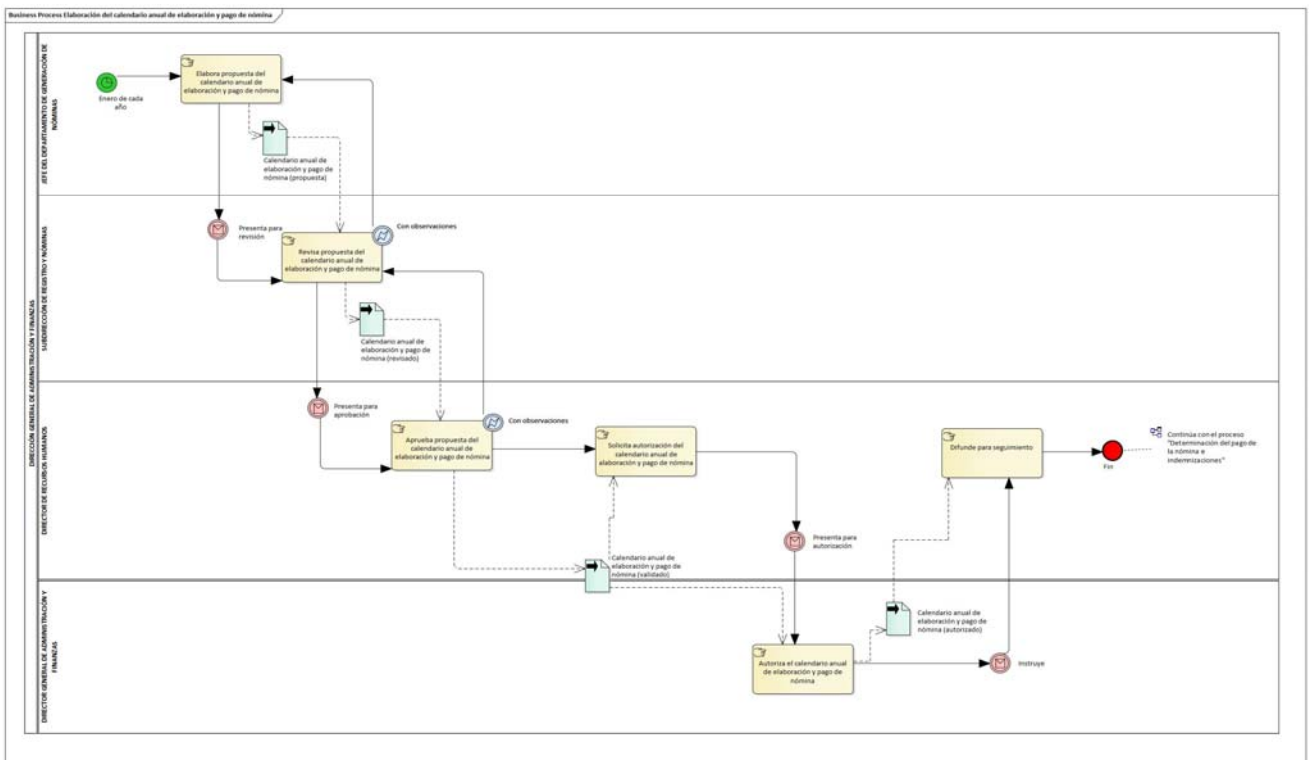 Business Process Elaboración del calendario anual de elaboración y pago de nómina
DIRECCIÓN GENERAL DE ADMINISTRACIÓN Y FINANZAS
JEFE DEL DEPARTAMENTO DE GENERACIÓN DE
NÓMINAS
Enero de cada
año
Elabora propuesta del
calendario anual de
elaboración y pago de nómina
Calendario anual de
elaboración y pago de
nómina (propuesta)
SUBDIRECCIÓN DE REGISTRO Y NÓMINAS
Presenta para
revisión
Con observaciones
Revisa propuesta del
calendario anual de
elaboración y pago de nómina
Calendario anual de
elaboración y pago de
nómina (revisado)
DIRECTOR DE RECURSOS HUMANOS
Presenta para
aprobación
Con observaciones
Aprueba propuesta del
calendario anual de
elaboración y pago de nómina
Solicita autorización del
calendario anual de
elaboración y pago de nómina
Difunde para seguimiento
Fin
Continúa con el proceso
"Determinación del pago de
la nómina e
indemnizaciones"
Presenta para
autorización
Calendario anual de
elaboración y pago de
nómina (validado)
DIRECTOR GENERAL DE ADMINISTRACIÓN Y
FINANZAS
Calendario anual de
elaboración y pago de
nómina (autorizado)
Autoriza el calendario anual
de elaboración y pago de
nómina
Instruye